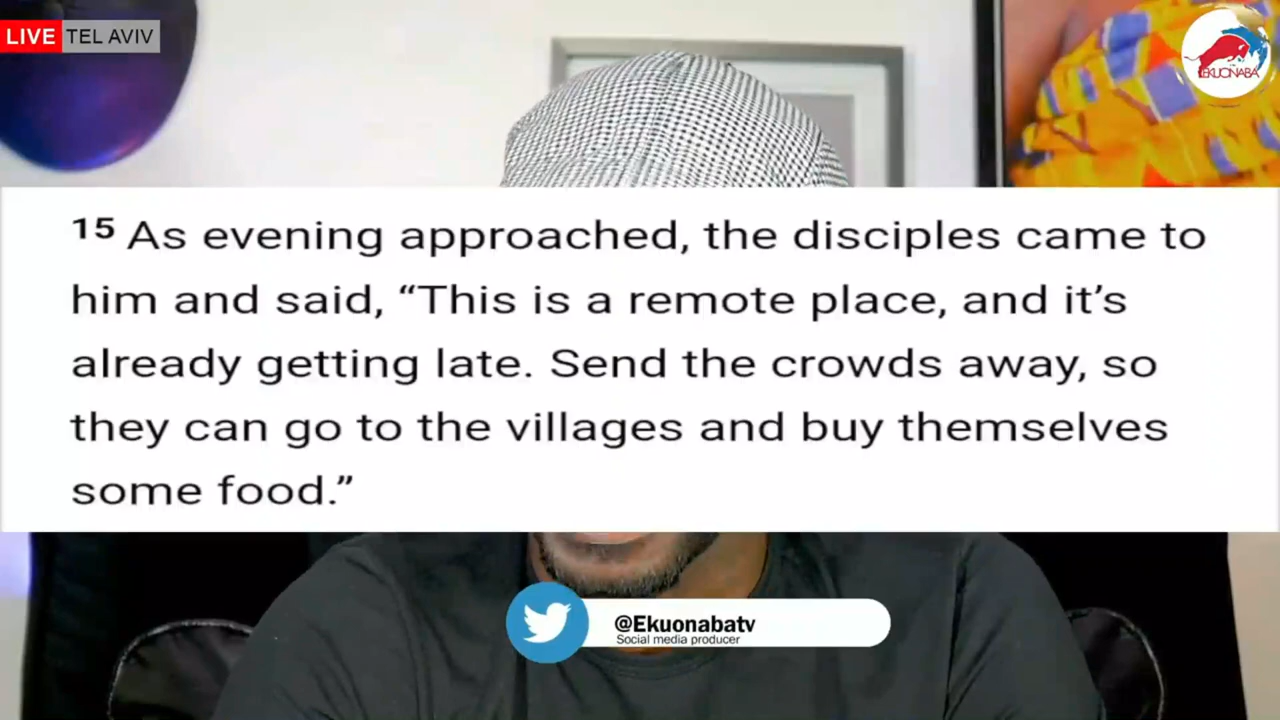 LIVE TEL AVIV
EKUONABA
15 As evening approached, the disciples came to
him and said, “This is a remote place, and it’s
already getting late. Send the crowds away, so
they can go to the villages and buy themselves
some food.”
@Ekuonabatv
Social media producer